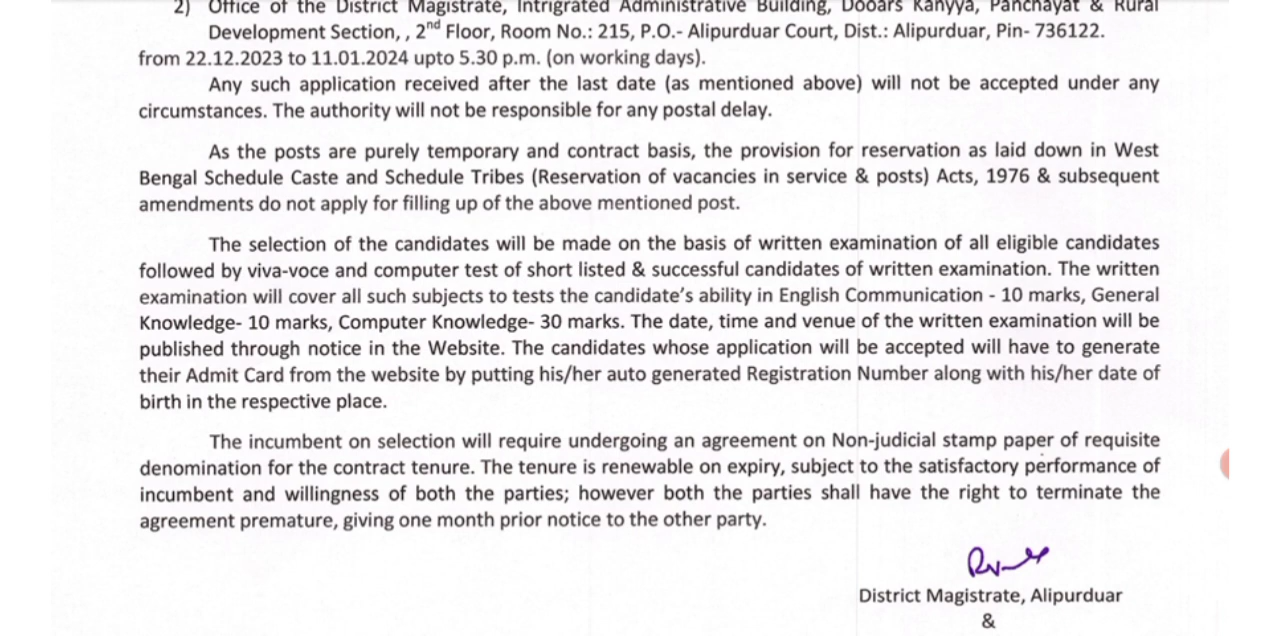 2) Office of the District Magistrate, Intrigrated Administrative Building, Dooars Kanyya, Panchayat & Rural
Development Section, , 2nd Floor, Room No.: 215, P.O.- Alipurduar Court, Dist.: Alipurduar, Pin- 736122.
from 22.12.2023 to 11.01.2024 upto 5.30 p.m. (on working days).
Any such application received after the last date (as mentioned above) will not be accepted under any
circumstances. The authority will not be responsible for any postal delay.
As the posts are purely temporary and contract basis, the provision for reservation as laid down in West
Bengal Schedule Caste and Schedule Tribes (Reservation of vacancies in service & posts) Acts, 1976 & subsequent
amendments do not apply for filling up of the above mentioned post.
The selection of the candidates will be made on the basis of written examination of all eligible candidates
followed by viva-voce and computer test of short listed & successful candidates of written examination. The written
examination will cover all such subjects to tests the candidate's ability in English Communication - 10 marks, General
Knowledge- 10 marks, Computer Knowledge- 30 marks. The date, time and venue of the written examination will be
published through notice in the Website. The candidates whose application will be accepted will have to generate
their Admit Card from the website by putting his/her auto generated Registration Number along with his/her date of
birth in the respective place.
The incumbent on selection will require undergoing an agreement on Non-judicial stamp paper of requisite
denomination for the contract tenure. The tenure is renewable on expiry, subject to the satisfactory performance of
incumbent and willingness of both the parties; however both the parties shall have the right to terminate the
agreement premature, giving one month prior notice to the other party.
District Magistrate, Alipurduar
&